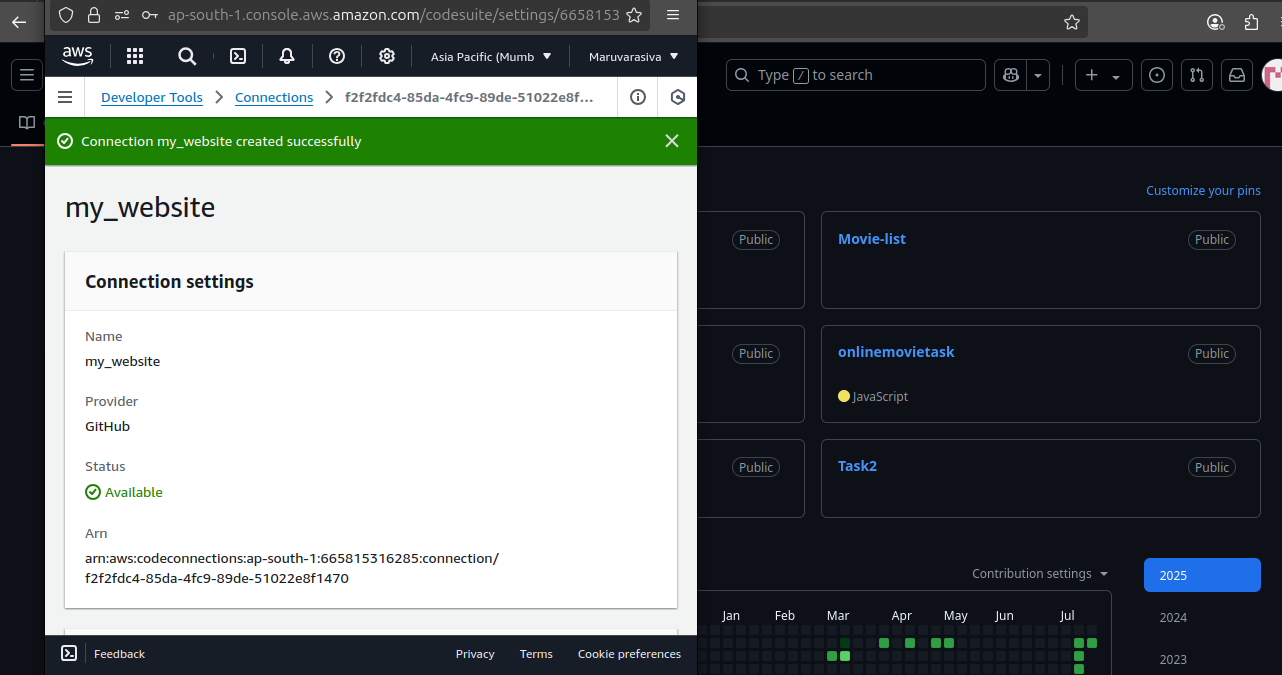 ap-south-1.console.aws.amazon.com/codesuite/settings/6658153
aws
Asia Pacific (Mumb
Maruvarasiva
Developer Tools
Connections
f2f2fdc4-85da-4fc9-89de-51022e8f...
Connection my_website created successfully
my_website
Connection settings
Name
my_website
Provider
GitHub
Status
Available
Arn
arn:aws:codeconnections:ap-south-1:665815316285:connection/
f2f2fdc4-85da-4fc9-89de-51022e8f1470
Feedback
Privacy
Terms
Cookie preferences
Type / to search
Customize your pins
Public
Movie-list
Public
Public
onlinemovietask
Public
JavaScript
Public
Task2
Public
Contribution settings
2025
2024
2023
Jan
Feb
Mar
Apr
May
Jun
Jul